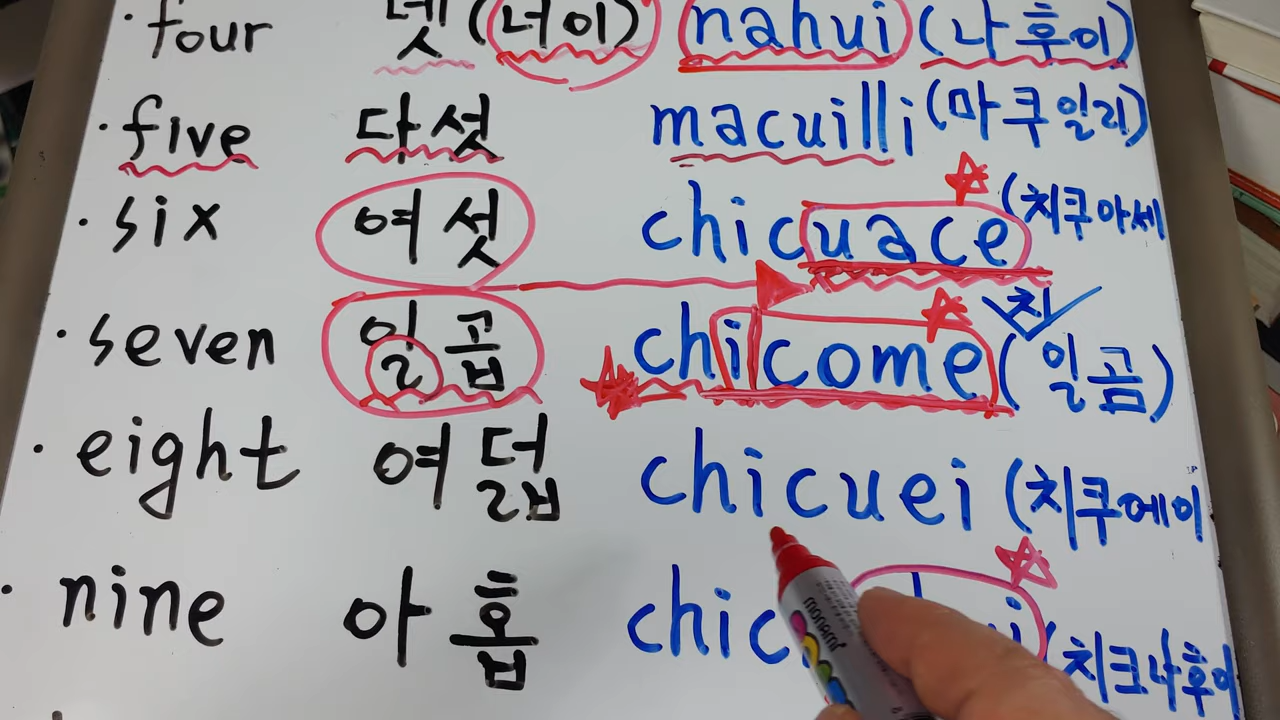 · four 넷 (너이) nahui (나후이)
· five 다섯 macuilli (마쿠일리)
· six 여섯 chicuace (치쿠아세
· seven 일곱 chicome (일곰) 치
· eight 여덟 chicuei (치쿠에이
· nine 아홉 (치크나후이
monami